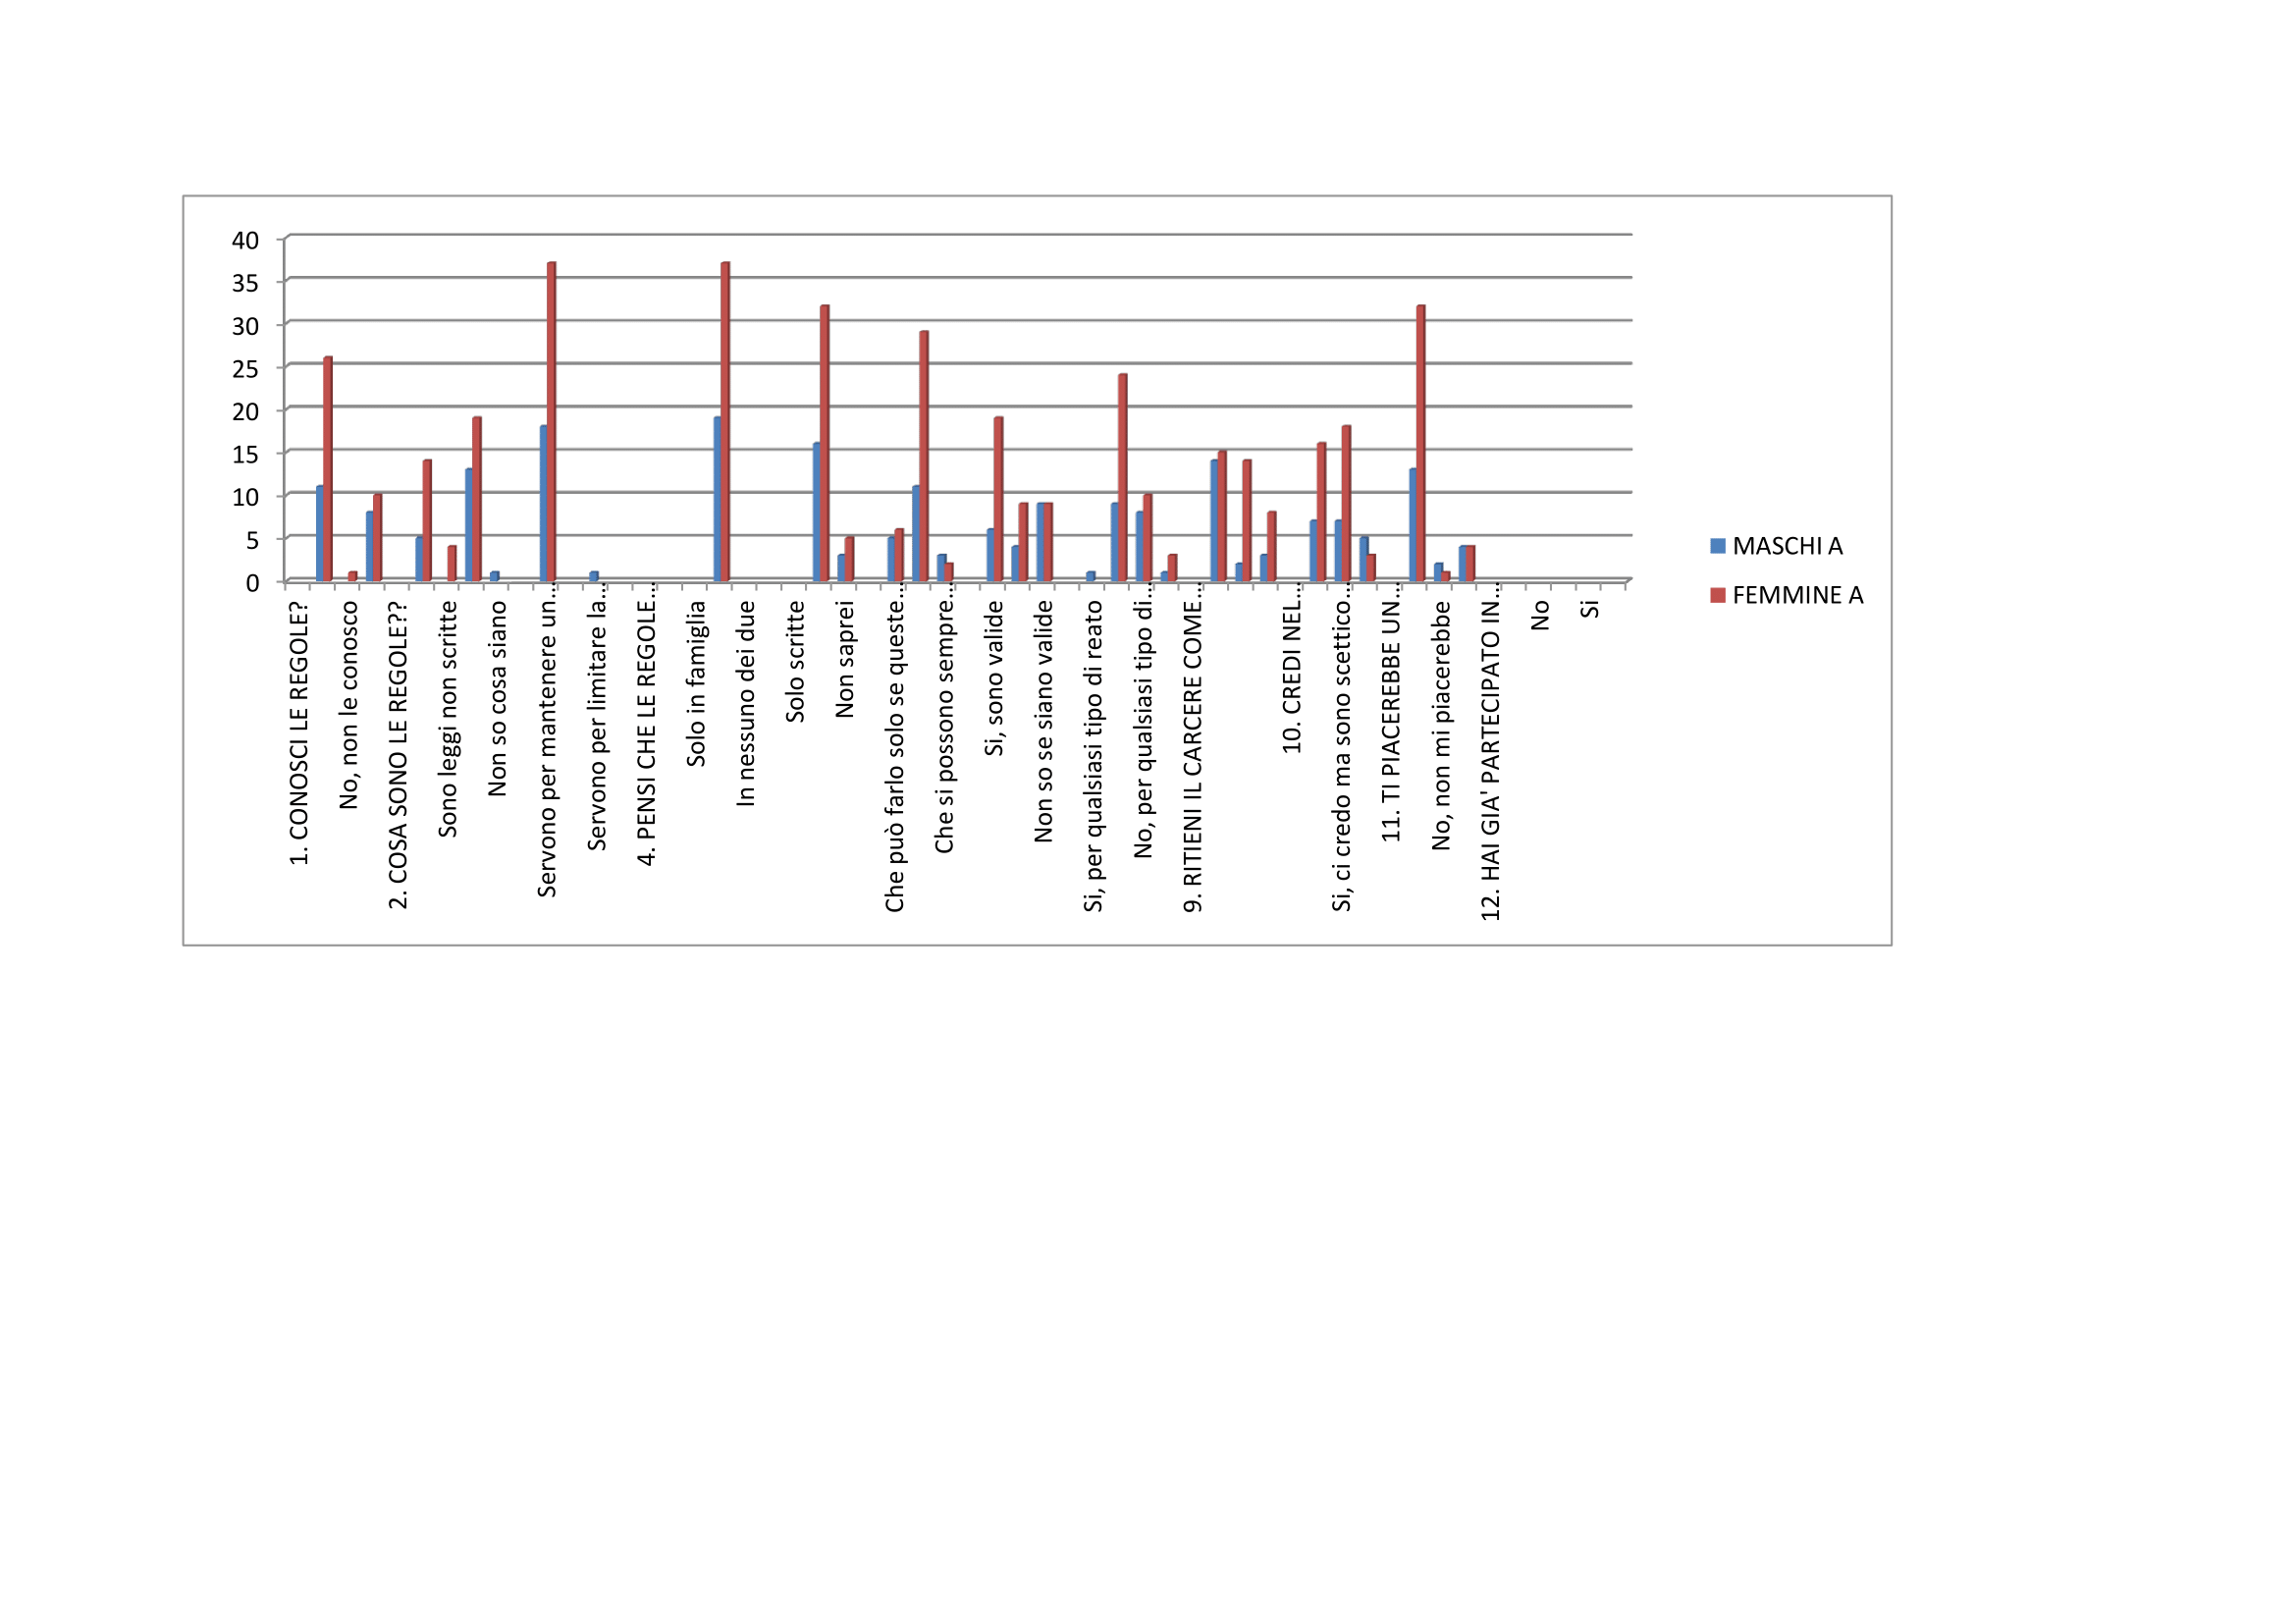 40
35
30
25
20
15
10
5
0
1. CONOSCI LE REGOLE?
No, non le conosco
2. COSA SONO LE REGOLE??
Sono leggi non scritte
Non so cosa siano
Servono per mantenere un…
Servono per limitare la…
4. PENSI CHE LE REGOLE…
Solo in famiglia
In nessuno dei due
Solo scritte
Non saprei
Che può farlo solo se queste…
Che si possono sempre…
Si, sono valide
Non so se siano valide
Si, per qualsiasi tipo di reato
No, per qualsiasi tipo di…
9. RITIENI IL CARCERE COME…
10. CREDI NEL…
Si, ci credo ma sono scettico…
11. TI PIACEREBBE UN…
No, non mi piacerebbe
12. HAI GIA' PARTECIPATO IN…
No
Si
MASCHI A
FEMMINE A